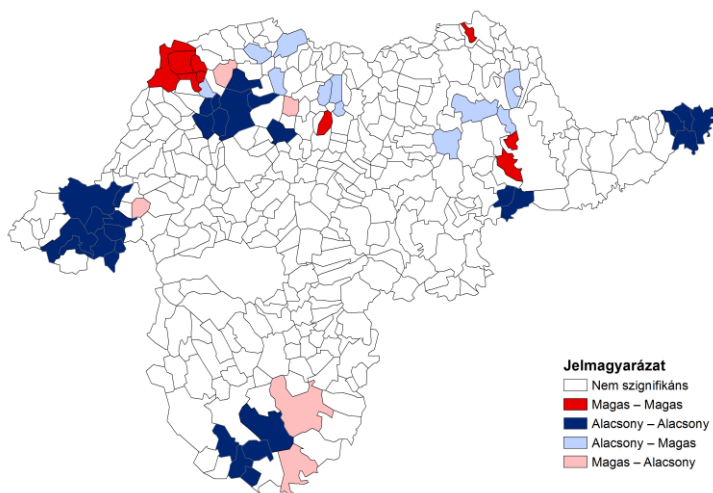 Jelmagyarázat
Nem szignifikáns
Magas – Magas
Alacsony – Alacsony
Alacsony – Magas
Magas – Alacsony